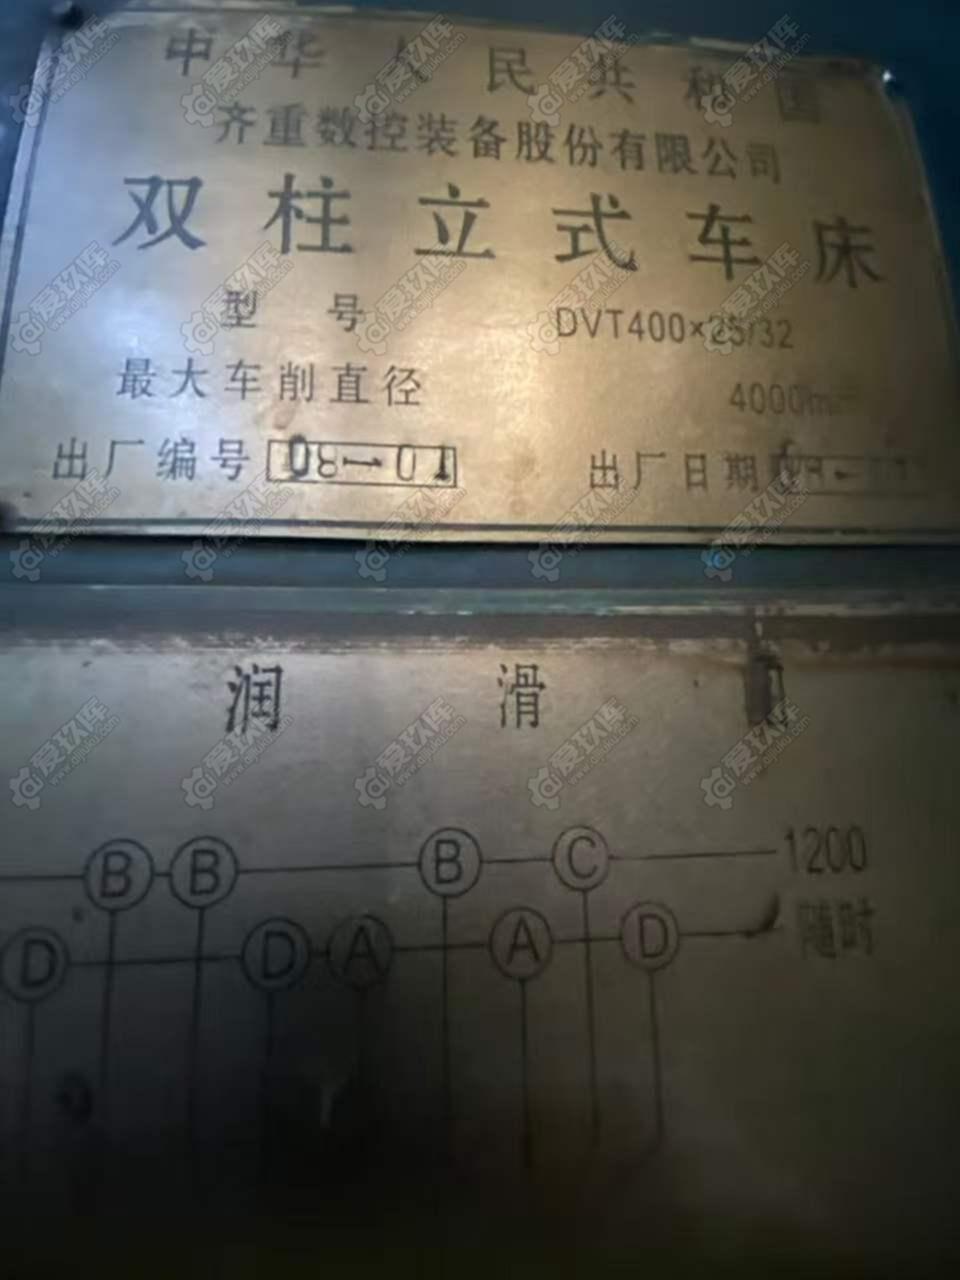 中华人民共和国
齐重数控装备股份有限公司
双柱立式车床
型号 DVT400×25/32
最大车削直径 4000mm
出厂编号 08-01 出厂日期
润滑
B B B C 1200
D D A A D 随时